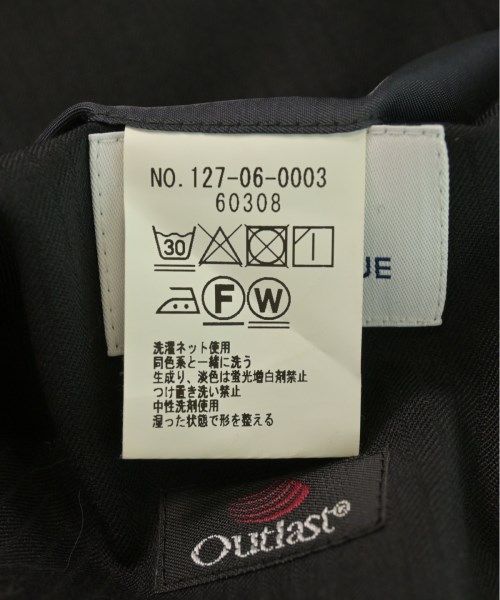 NO.127-06-0003
60308
30
UE
F W
洗濯ネット使用
同色系と一緒に洗う
生成り、淡色は蛍光増白剤禁止
つけ置き洗い禁止
中性洗剤使用
湿った状態で形を整える
Outlast®